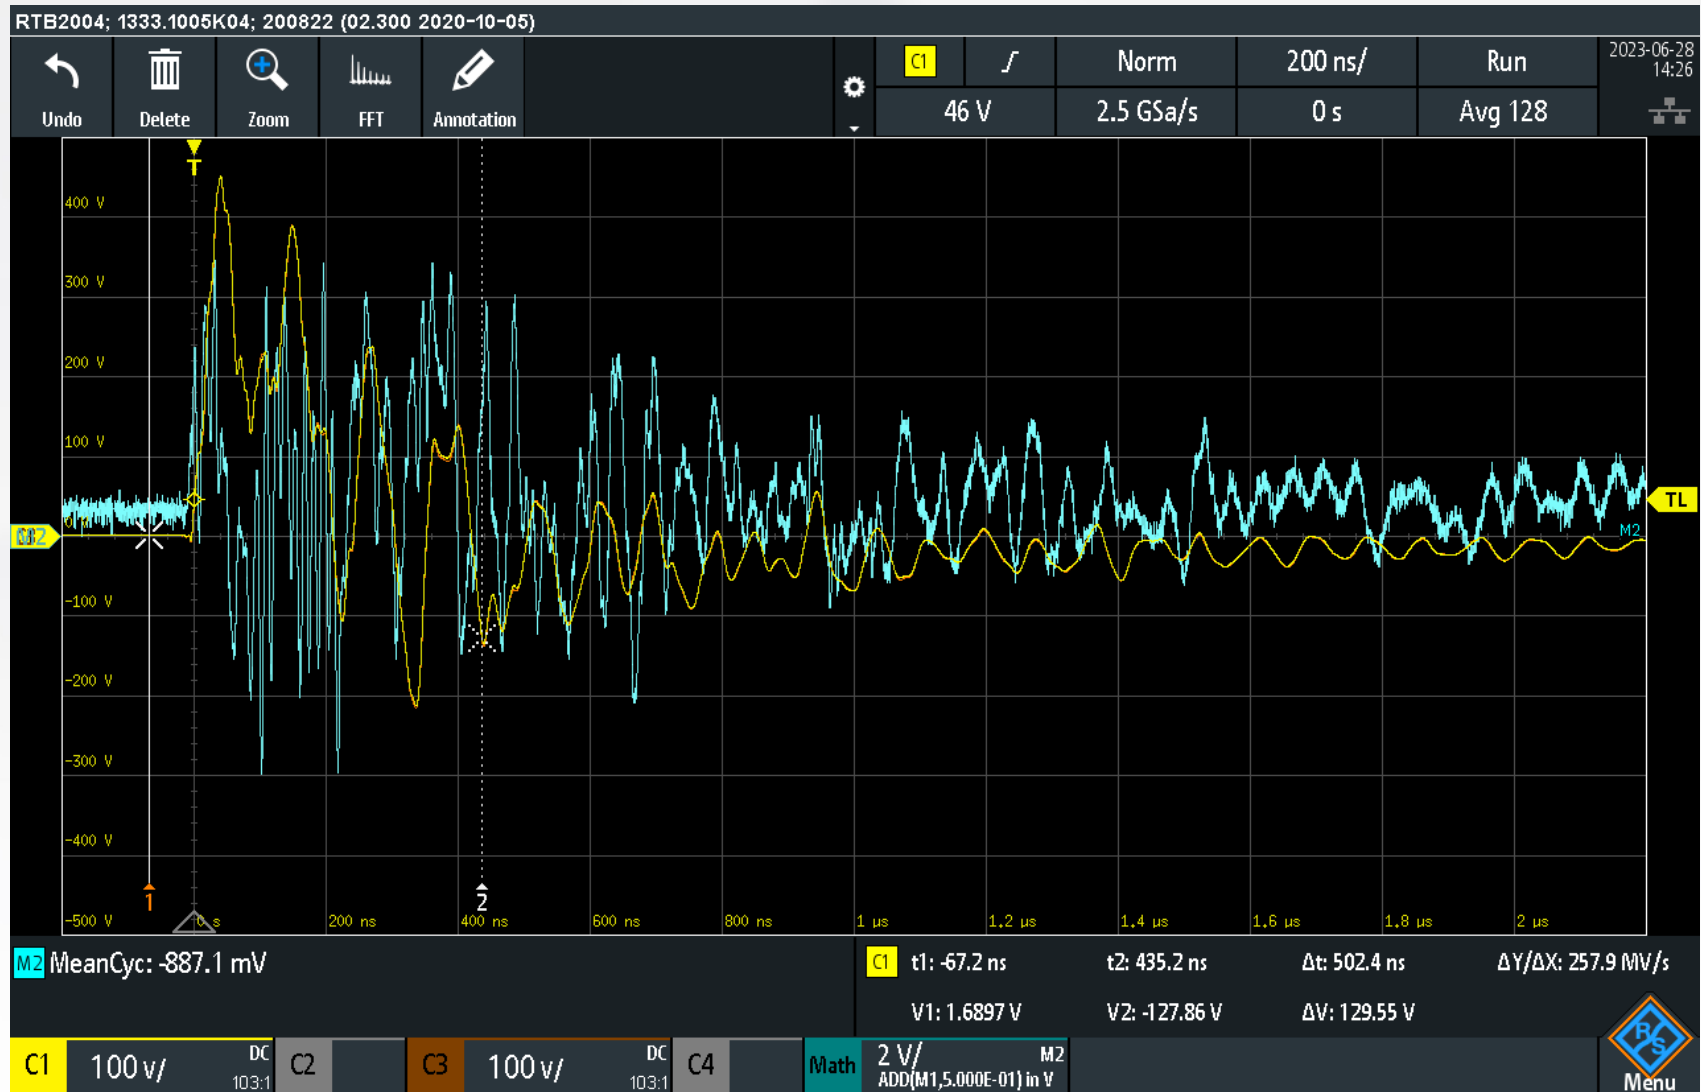 RTB2004; 1333.1005K04; 200822 (02.300 2020-10-05)
Undo
Delete
Zoom
FFT
Annotation
C1
Norm
200 ns/
Run
2023-06-28
14:26
46 V
2.5 GSa/s
0 s
Avg 128
T
400 V
300 V
200 V
100 V
TL
M2
M2
-100 V
-200 V
-300 V
-400 V
-500 V
1
2
0 s
200 ns
400 ns
600 ns
800 ns
1 µs
1.2 µs
1.4 µs
1.6 µs
1.8 µs
2 µs
M2 MeanCyc: -887.1 mV
C1 t1: -67.2 ns t2: 435.2 ns Δt: 502.4 ns ΔY/ΔX: 257.9 MV/s
V1: 1.6897 V V2: -127.86 V ΔV: 129.55 V
C1 100 V/ DC 103:1
C2
C3 100 V/ DC 103:1
C4
Math 2 V/ M2
ADD(M1,5.000E-01) in V
R S
Menu